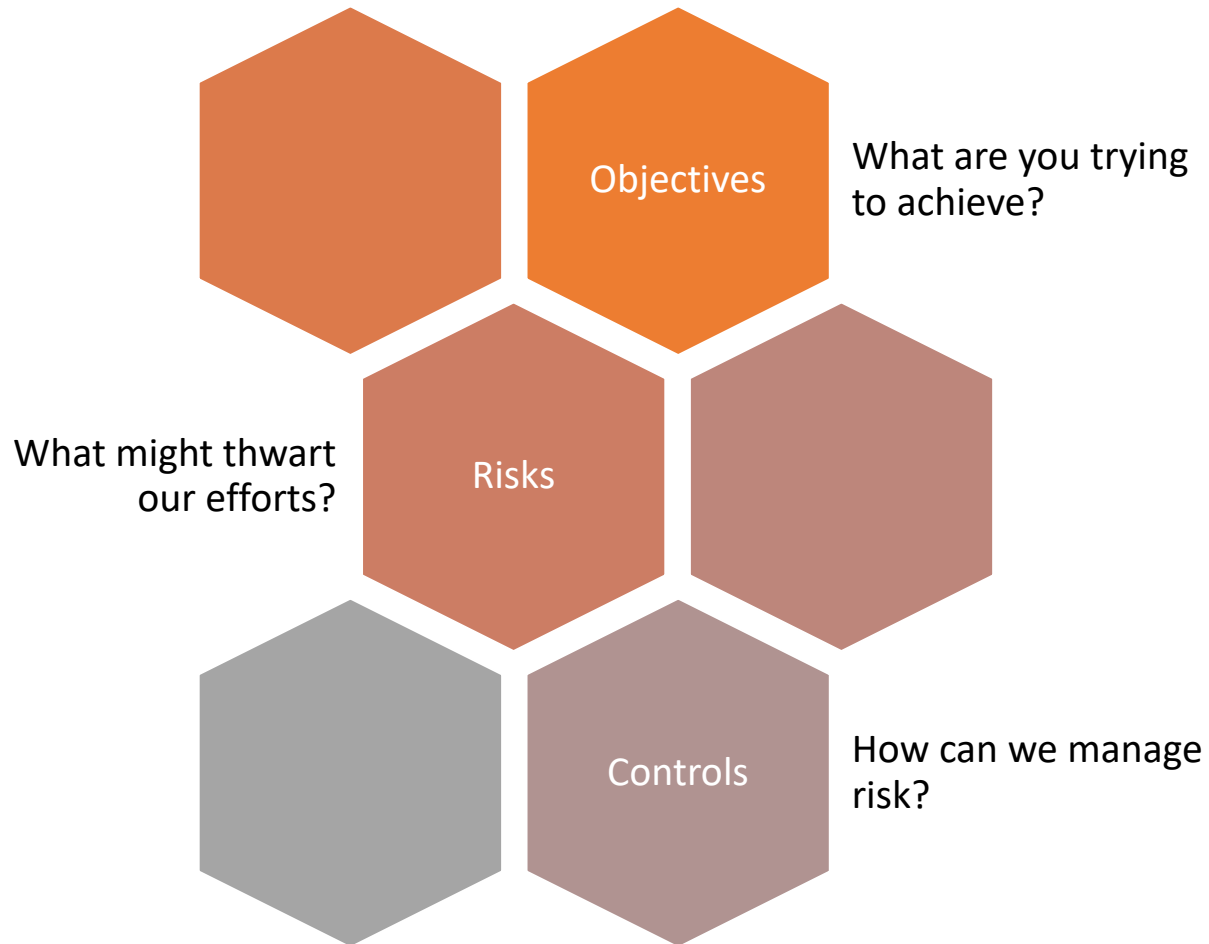 Objectives
What are you trying
to achieve?
What might thwart
our efforts?
Risks
Controls
How can we manage
risk?